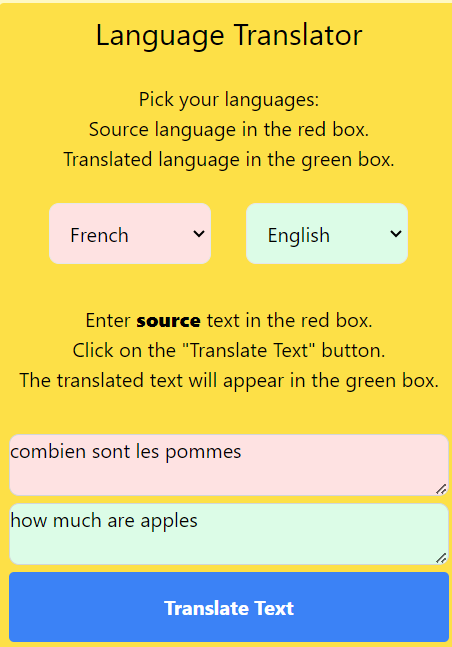 Language Translator
Pick your languages:
Source language in the red box.
Translated language in the green box.
French English
Enter source text in the red box.
Click on the "Translate Text" button.
The translated text will appear in the green box.
combien sont les pommes
how much are apples
Translate Text